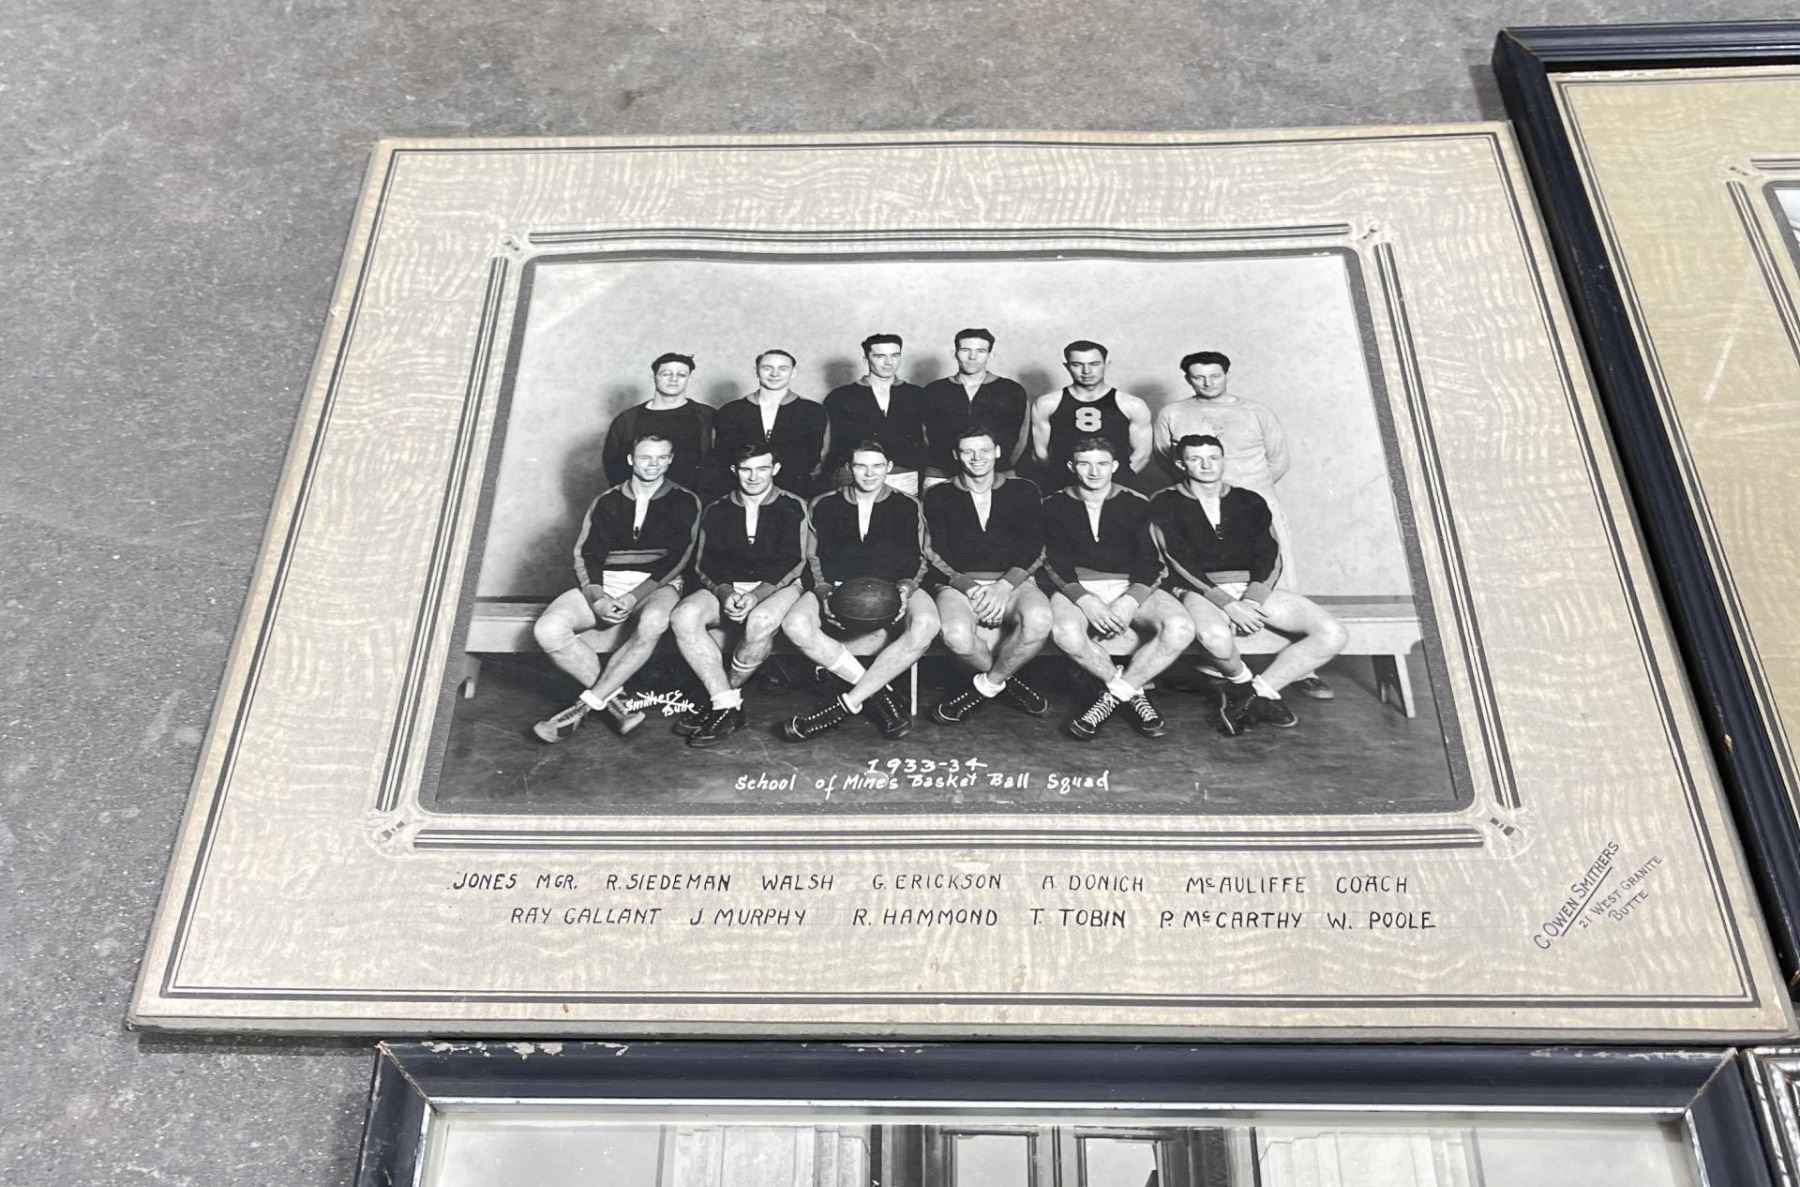 8
Smithers
Butte
1933-34
School of Mines Basket Ball Squad
JONES MGR. R. SIEDEMAN WALSH G. ERICKSON A DONICH McAULIFFE COACH
RAY GALLANT J. MURPHY R. HAMMOND T. TOBIN P. McCARTHY W. POOLE
C. OWEN SMITHERS
21 WEST GRANITE
BUTTE